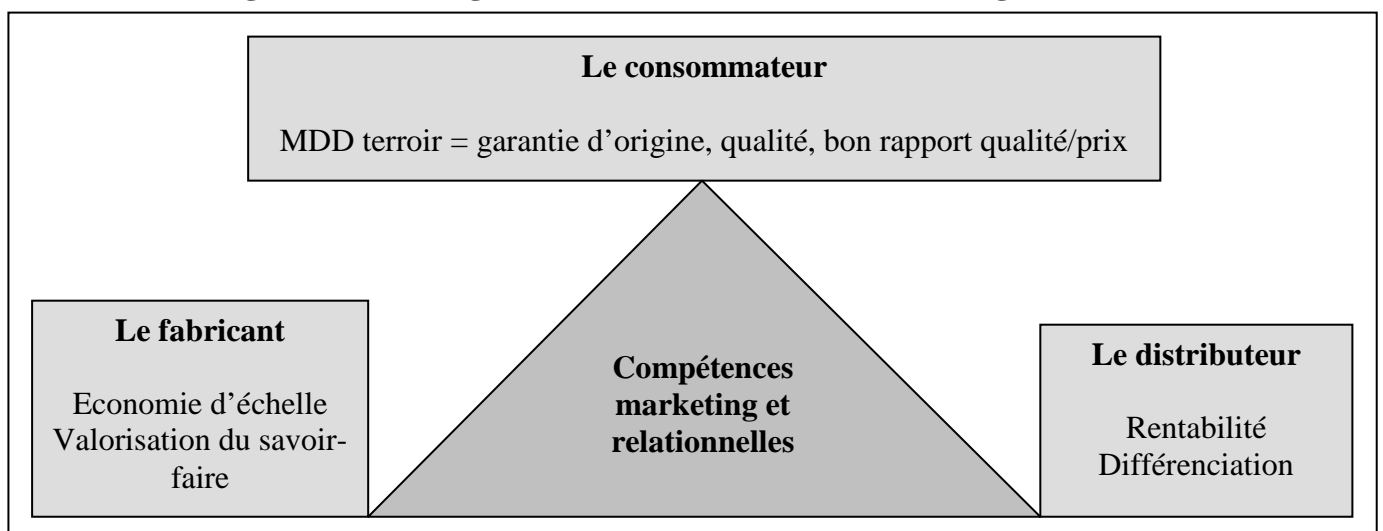 Le consommateur
MDD terroir = garantie d’origine, qualité, bon rapport qualité/prix
Le fabricant
Economie d’échelle
Valorisation du savoir-
faire
Compétences
marketing et
relationnelles
Le distributeur
Rentabilité
Différenciation